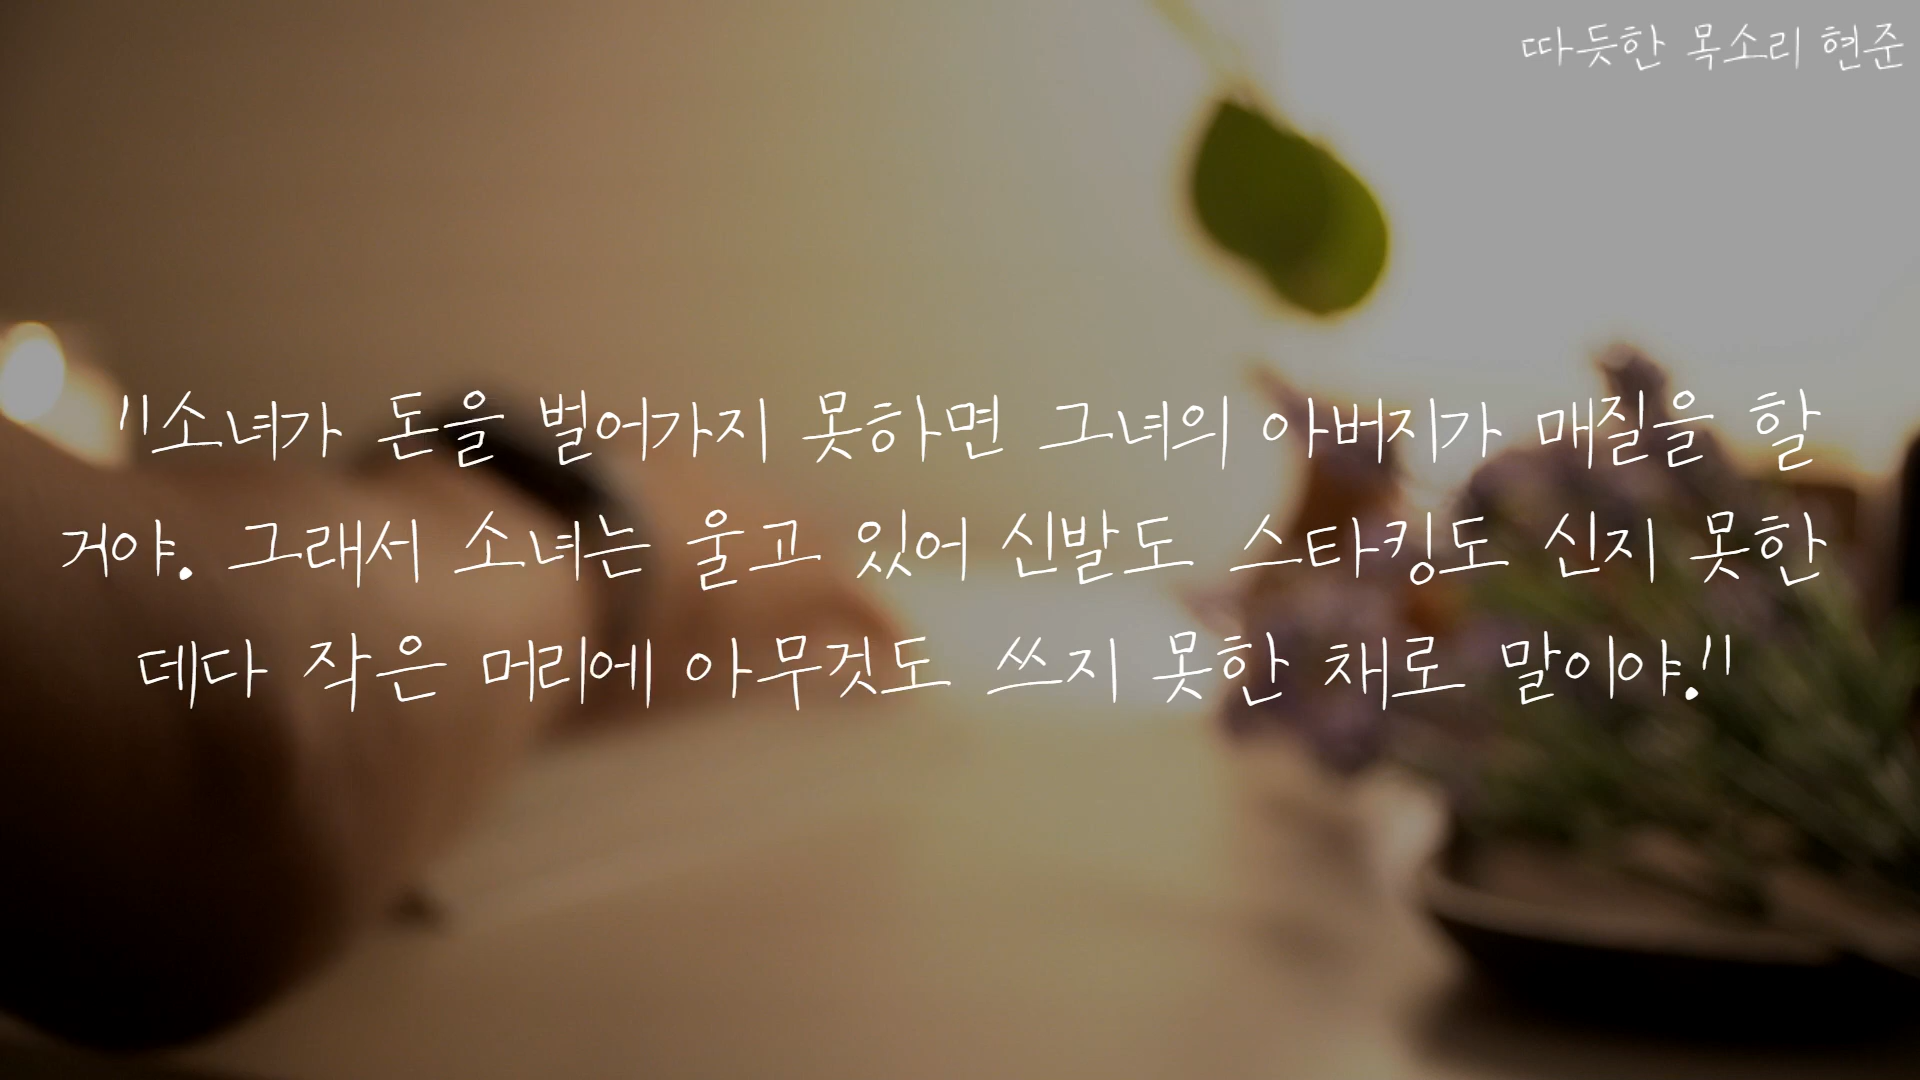 따듯한 목소리 현준
"소녀가 돈을 벌어가지 못하면 그녀의 아버지가 매질을 할
거야. 그래서 소녀는 울고 있어 신발도 스타킹도 신지 못한
데다 작은 머리에 아무것도 쓰지 못한 채로 말이야."